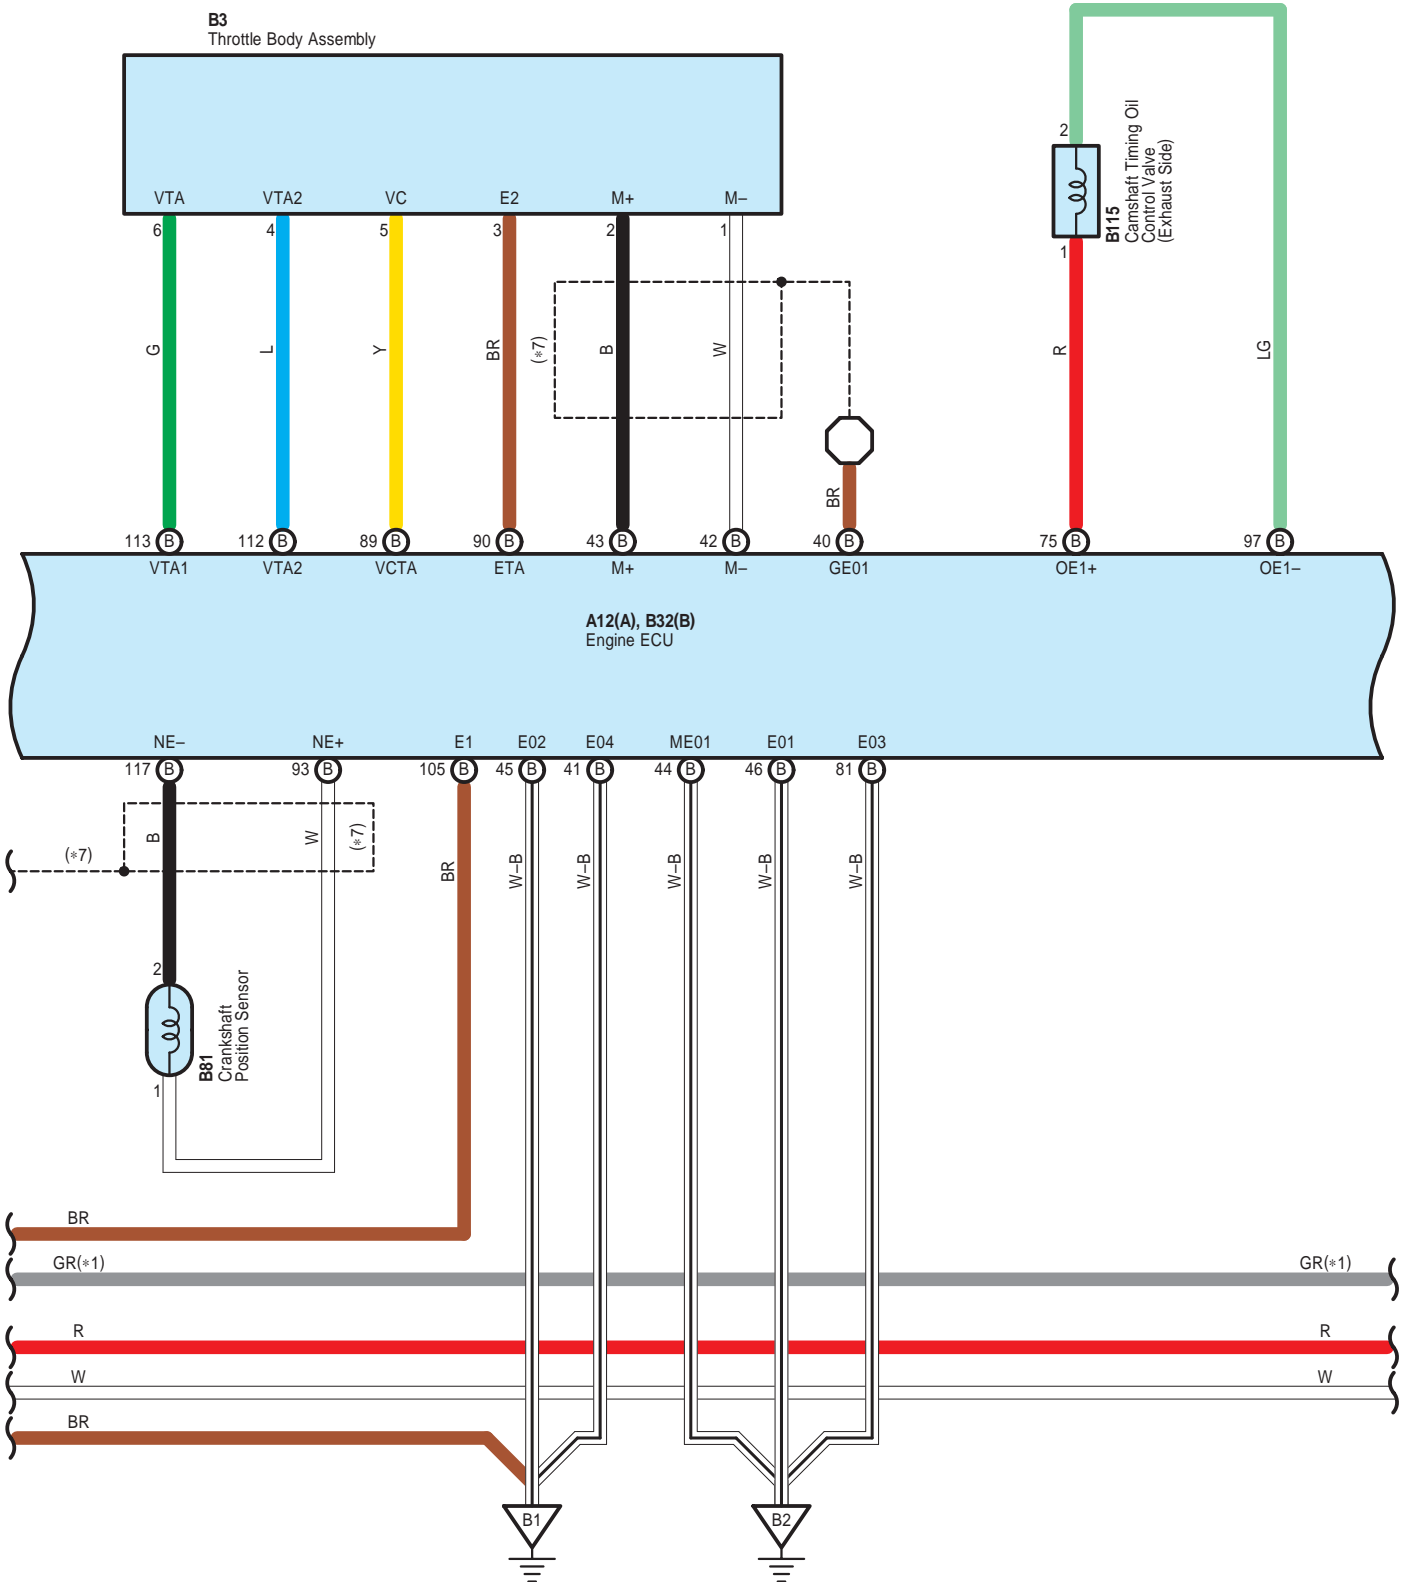 B3
Throttle Body Assembly
VTA VTA2 VC E2 M+ M–
6 4 5 3 2 1
2
B115
Camshaft Timing Oil
Control Valve
(Exhaust Side)
1
G L Y BR (*7) B W R LG
BR
113 B 112 B 89 B 90 B 43 B 42 B 40 B 75 B 97 B
VTA1 VTA2 VCTA ETA M+ M– GE01 OE1+ OE1–
A12(A), B32(B)
Engine ECU
NE– NE+ E1 E02 E04 ME01 E01 E03
117 B 93 B 105 B 45 B 41 B 44 B 46 B 81 B
(*7) B W (*7) BR W–B W–B W–B W–B W–B
2
B81
Crankshaft
Position Sensor
1
BR
GR(*1) GR(*1)
R R
W W
BR
B1 B2